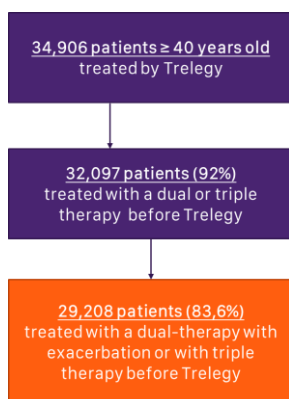 34,906 patients ≥ 40 years old
treated by Trelegy
32,097 patients (92%)
treated with a dual or triple
therapy before Trelegy
29,208 patients (83,6%)
treated with a dual-therapy with
exacerbation or with triple
therapy before Trelegy